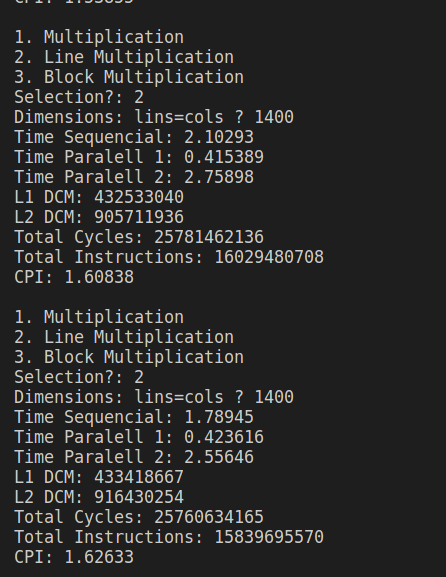 CPI: 1.59855
1. Multiplication
2. Line Multiplication
3. Block Multiplication
Selection?: 2
Dimensions: lins=cols ? 1400
Time Sequencial: 2.10293
Time Paralell 1: 0.415389
Time Paralell 2: 2.75898
L1 DCM: 432533040
L2 DCM: 905711936
Total Cycles: 25781462136
Total Instructions: 16029480708
CPI: 1.60838
1. Multiplication
2. Line Multiplication
3. Block Multiplication
Selection?: 2
Dimensions: lins=cols ? 1400
Time Sequencial: 1.78945
Time Paralell 1: 0.423616
Time Paralell 2: 2.55646
L1 DCM: 433418667
L2 DCM: 916430254
Total Cycles: 25760634165
Total Instructions: 15839695570
CPI: 1.62633